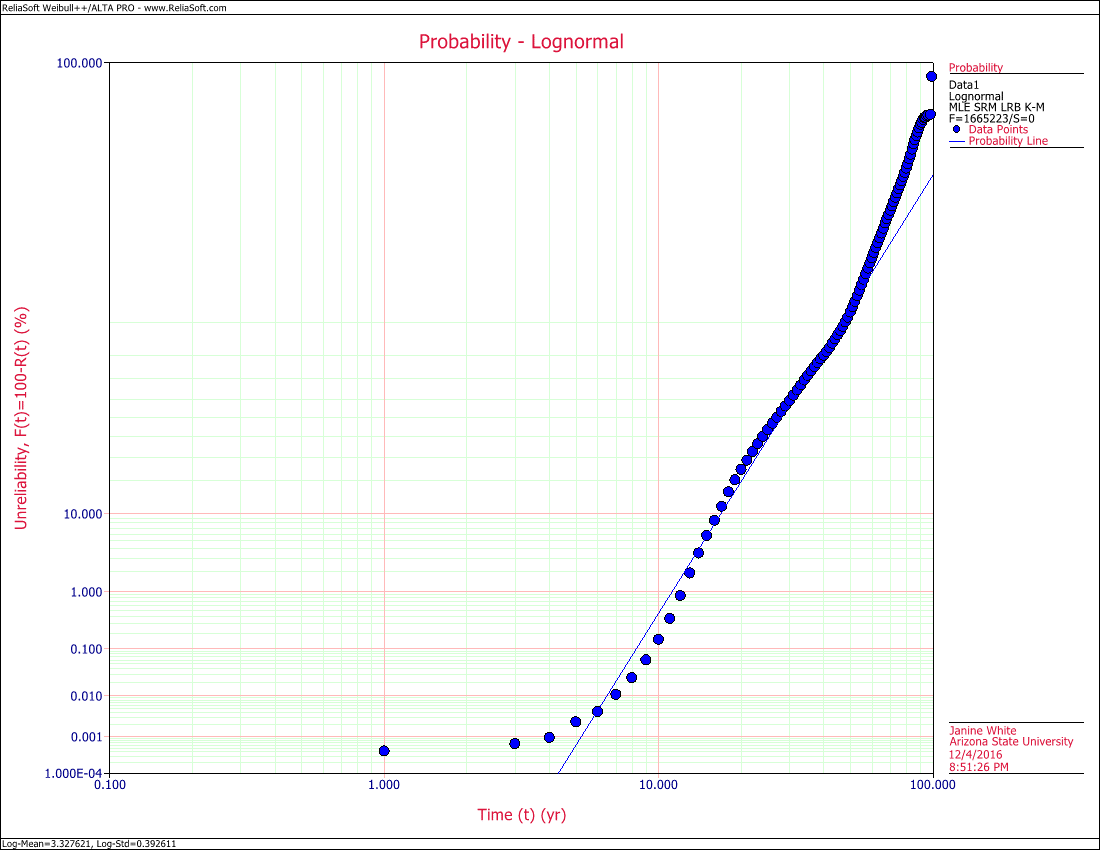 ReliaSoft Weibull++/ALTA PRO - www.ReliaSoft.com
Probability - Lognormal
100.000
10.000
1.000
0.100
0.010
0.001
1.000E-04
Unreliability, F(t)=100-R(t) (%)
0.100
1.000
10.000
100.000
Time (t) (yr)
Probability
Data1
Lognormal
MLE SRM LRB K-M
F=1665223/S=0
Data Points
Probability Line
Janine White
Arizona State University
12/4/2016
8:51:26 PM
Log-Mean=3.327621, Log-Std=0.392611